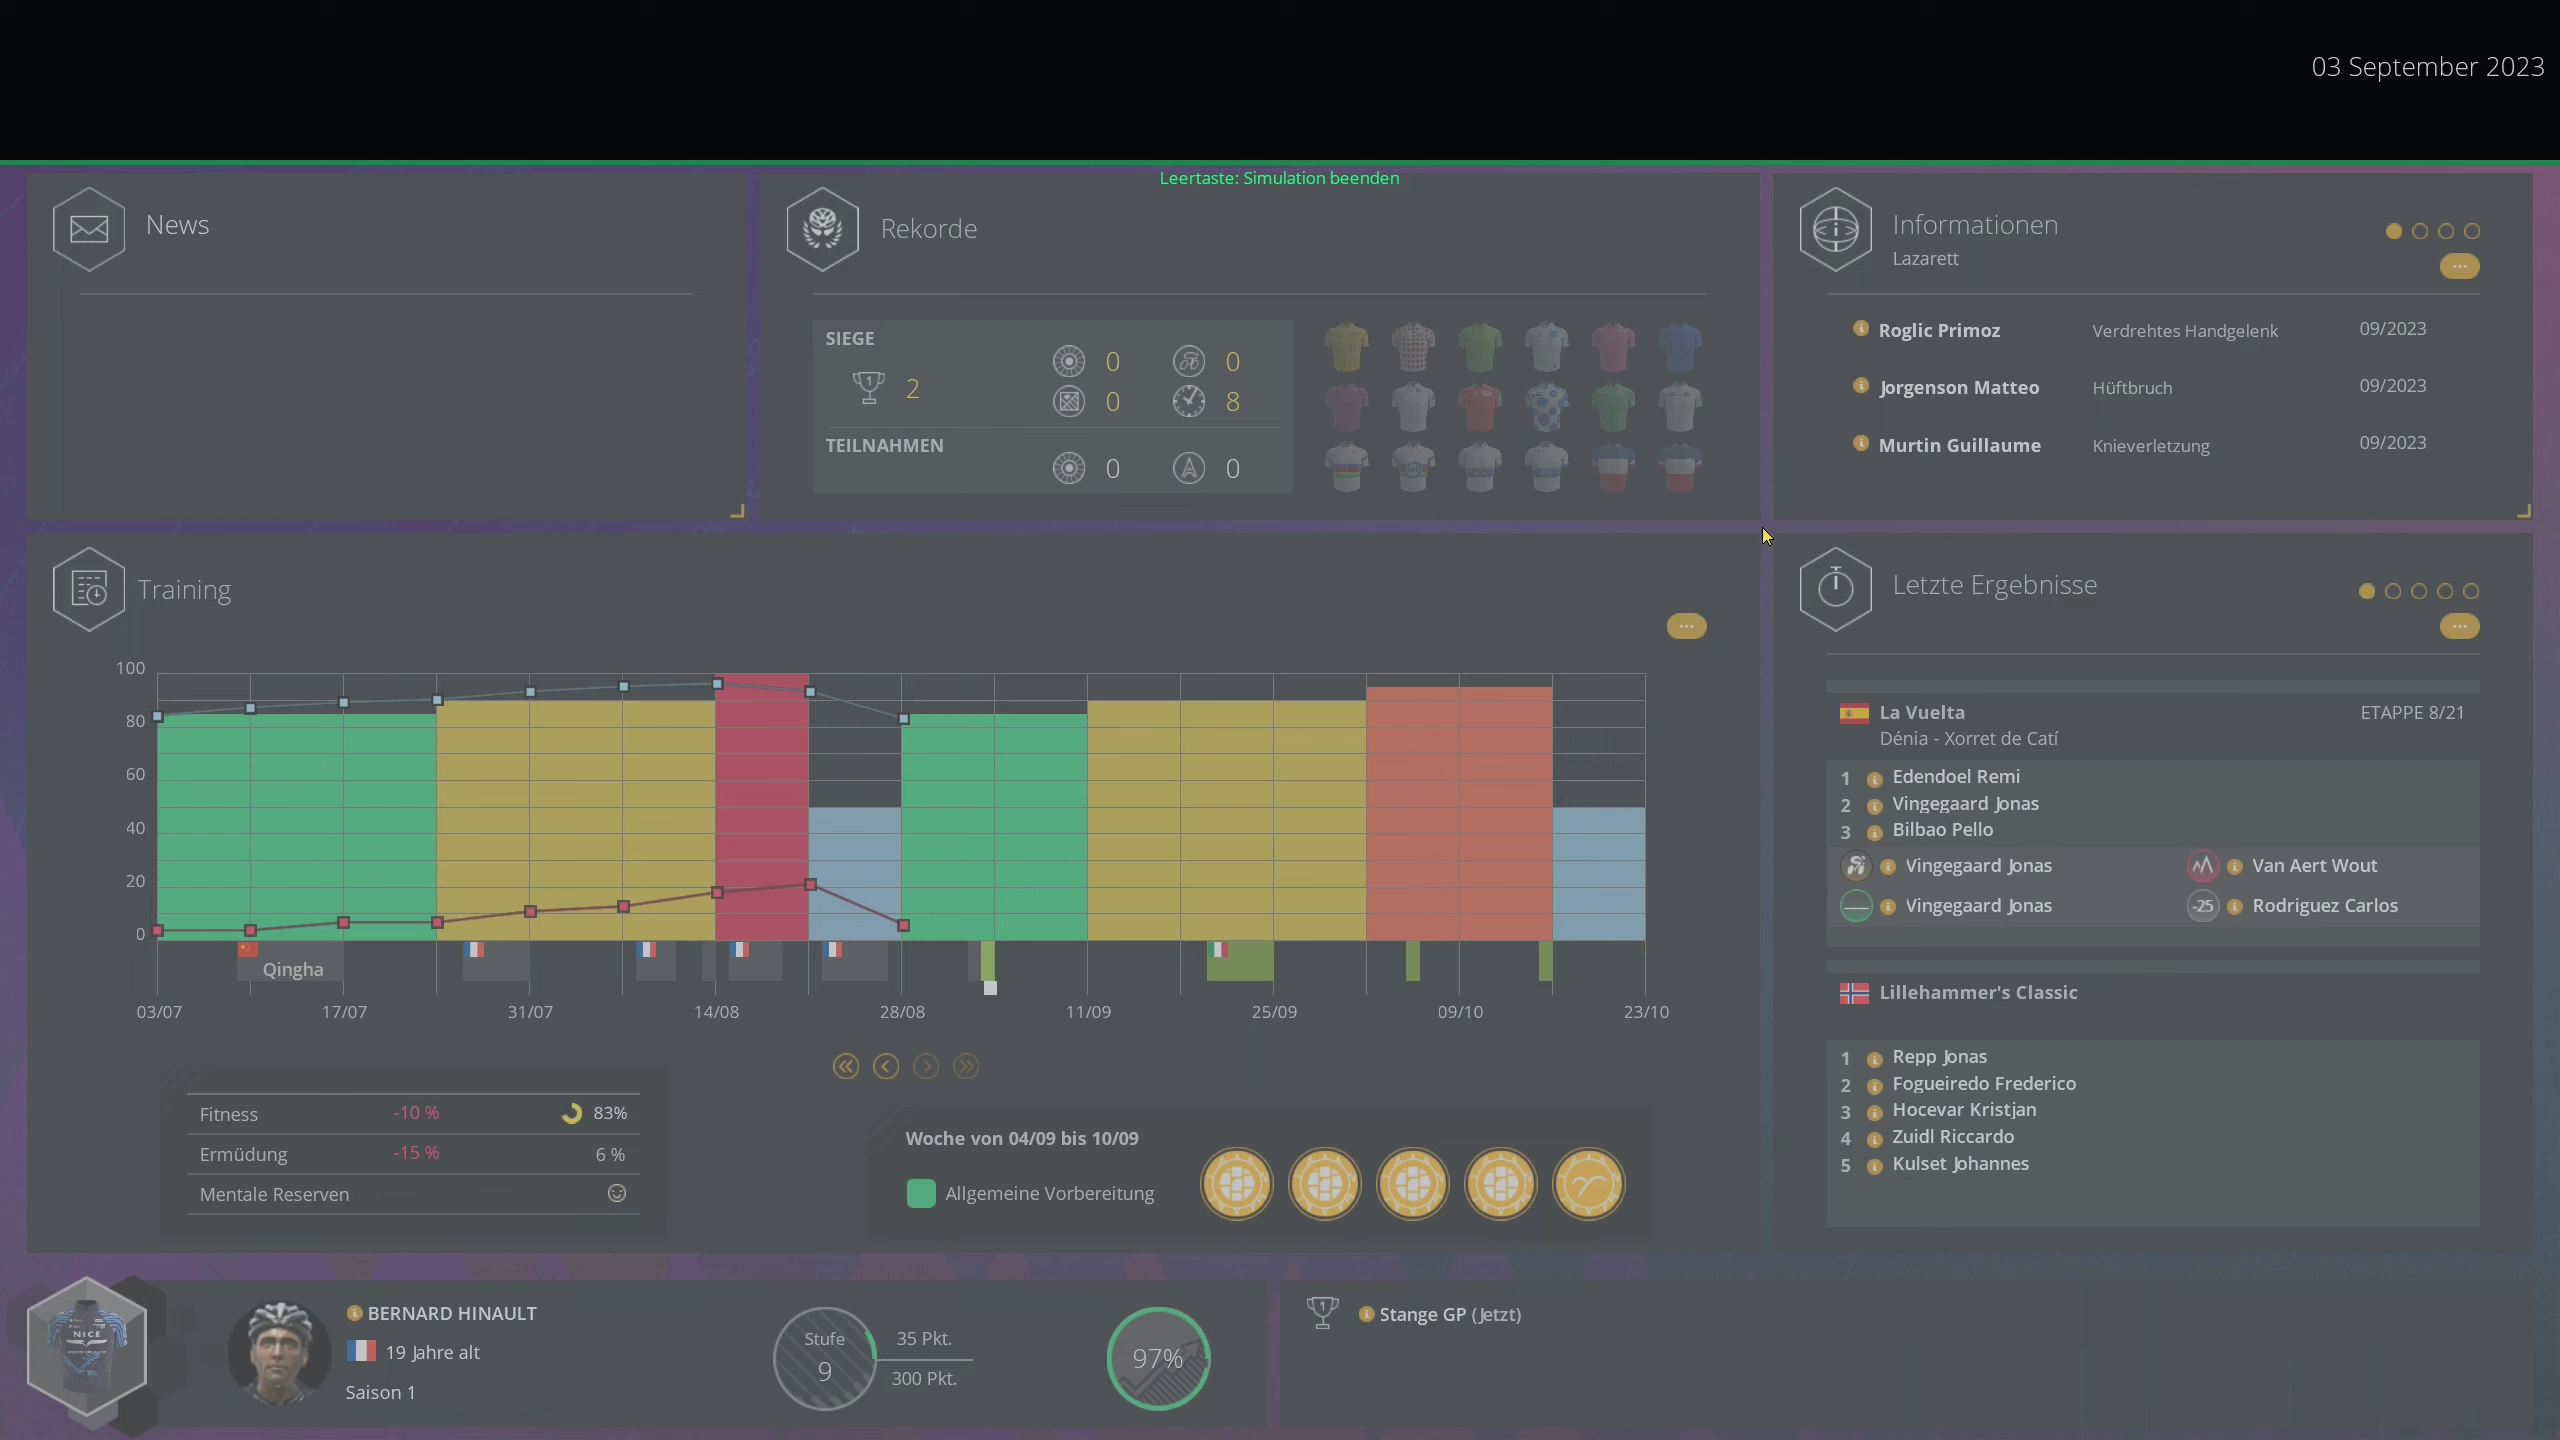 03 September 2023
Leertaste: Simulation beenden
News
Rekorde
SIEGE
2
0
0
0
8
TEILNAHMEN
0
0
Informationen
Lazarett
Roglic Primoz Verdrehtes Handgelenk 09/2023
Jorgenson Matteo Hüftbruch 09/2023
Murtin Guillaume Knieverletzung 09/2023
Training
100
80
60
40
20
0
Qingha
03/07 17/07 31/07 14/08 28/08 11/09 25/09 09/10 23/10
Fitness -10 % 83%
Ermüdung -15 % 6 %
Mentale Reserven
Woche von 04/09 bis 10/09
Allgemeine Vorbereitung
Letzte Ergebnisse
La Vuelta ETAPPE 8/21
Dénia - Xorret de Catí
1 Edendoel Remi
2 Vingegaard Jonas
3 Bilbao Pello
Vingegaard Jonas Van Aert Wout
Vingegaard Jonas -25 Rodriguez Carlos
Lillehammer's Classic
1 Repp Jonas
2 Fogueiredo Frederico
3 Hocevar Kristjan
4 Zuidl Riccardo
5 Kulset Johannes
NICE
BERNARD HINAULT
19 Jahre alt
Saison 1
Stufe
9
35 Pkt.
300 Pkt.
97%
1 Stange GP (Jetzt)